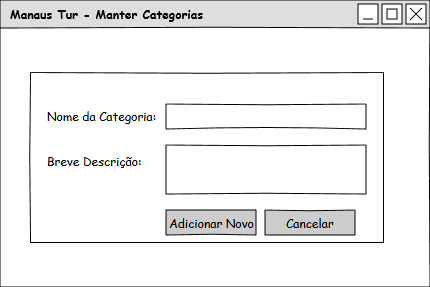 Manaus Tur - Manter Categorias
Nome da Categoria:
Breve Descrição:
Adicionar Novo
Cancelar